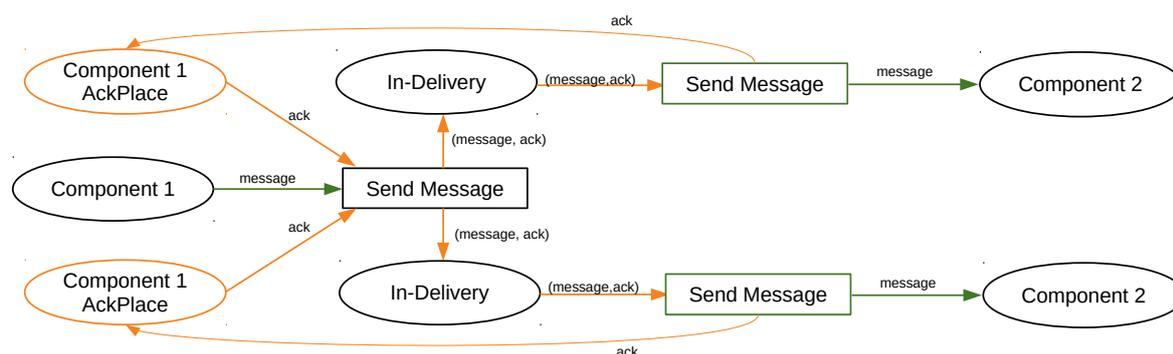 ack
Component 1
AckPlace
In-Delivery
(message,ack)
Send Message
message
Component 2
ack
(message, ack)
Component 1
message
Send Message
ack
(message, ack)
Component 1
AckPlace
In-Delivery
(message,ack)
Send Message
message
Component 2
ack